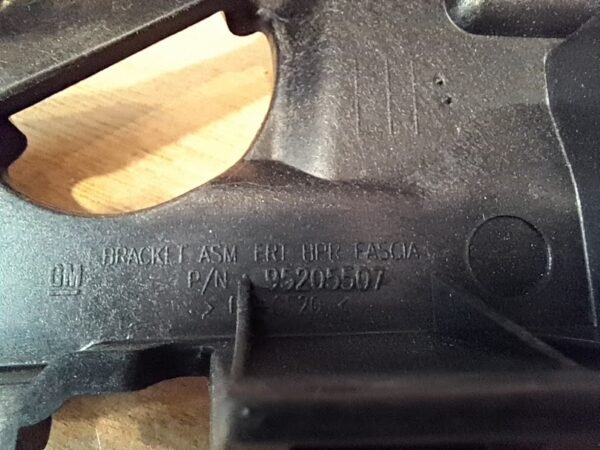 BRACKET ASM FRT BPR FASCIA
GM
P/N 95205507